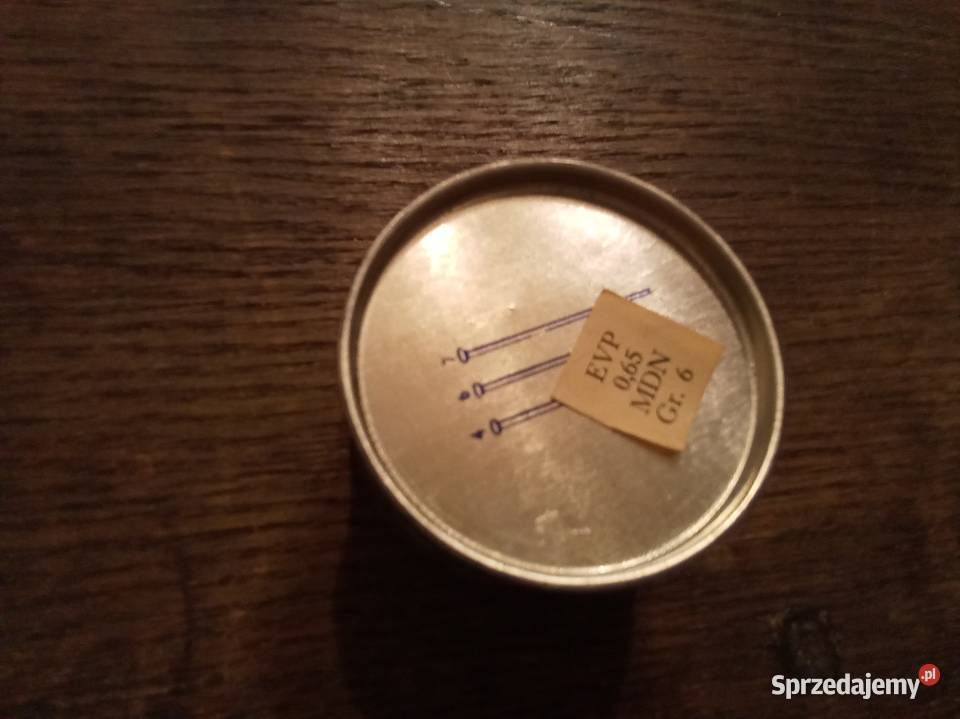 EVP
0,65
MDN
Gr. 6
Sprzedajemy.pl